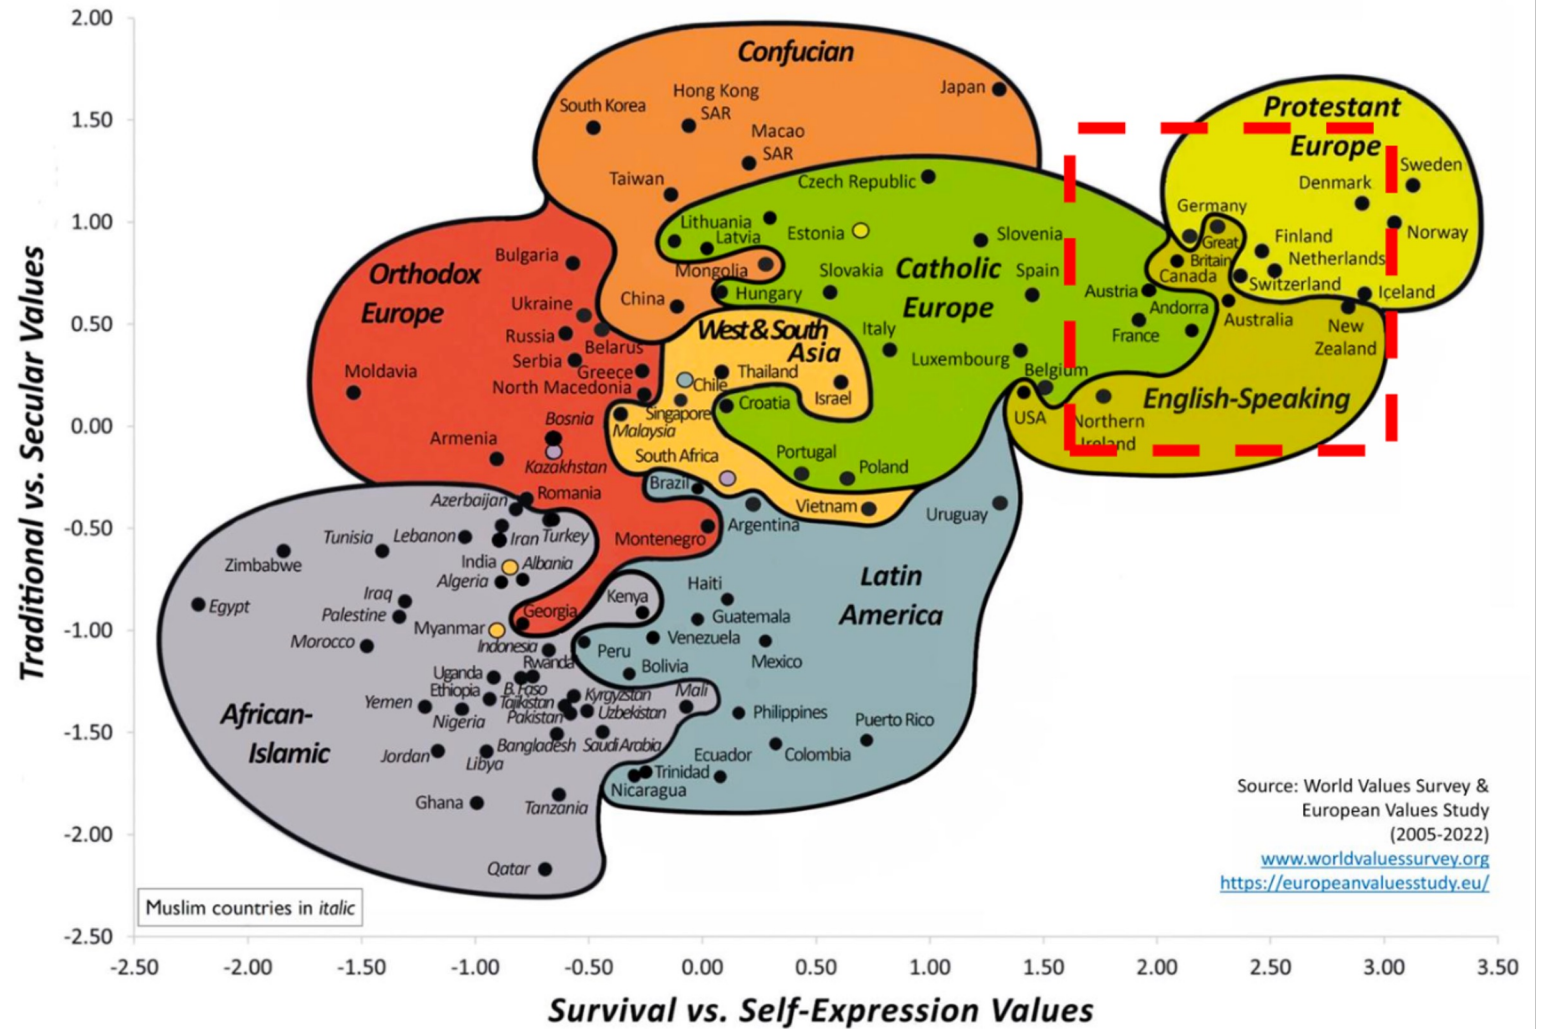 2.00
1.50
1.00
0.50
0.00
-0.50
-1.00
-1.50
-2.00
-2.50
Traditional vs. Secular Values
Confucian
Japan
Hong Kong
SAR
South Korea
Macao
SAR
Taiwan
Protestant
Europe
Sweden
Denmark
Norway
Germany
Finland
Netherlands
Switzerland
Iceland
Great
Britain
Canada
Czech Republic
Lithuania
Latvia
Estonia
Slovenia
Mongolia
Slovakia
Catholic
Europe
Spain
Hungary
China
Austria
Andorra
France
Italy
Luxembourg
Belgium
Australia
New
Zealand
English-Speaking
USA
Northern
Ireland
Orthodox
Europe
Bulgaria
Ukraine
Russia
Belarus
Serbia
Greece
North Macedonia
Moldavia
Bosnia
Armenia
Kazakhstan
Romania
Montenegro
Georgia
West & South
Asia
Thailand
Chile
Israel
Singapore
Malaysia
Croatia
South Africa
Portugal
Poland
Vietnam
Brazil
Argentina
Uruguay
Latin
America
Haiti
Guatemala
Venezuela
Mexico
Peru
Bolivia
Philippines
Puerto Rico
Ecuador
Colombia
Trinidad
Nicaragua
Azerbaijan
Tunisia
Lebanon
Iran
Turkey
Zimbabwe
India
Albania
Algeria
Egypt
Iraq
Palestine
Kenya
Myanmar
Morocco
Indonesia
Rwanda
Uganda
Ethiopia
B. Faso
Tajikistan
Kyrgyzstan
Mali
Yemen
Nigeria
Pakistan
Uzbekistan
African-
Islamic
Jordan
Libya
Bangladesh
Saudi Arabia
Ghana
Tanzania
Qatar
Muslim countries in italic
Source: World Values Survey &
European Values Study
(2005-2022)
www.worldvaluessurvey.org
https://europeanvaluesstudy.eu/
-2.50
-2.00
-1.50
-1.00
-0.50
0.00
0.50
1.00
1.50
2.00
2.50
3.00
3.50
Survival vs. Self-Expression Values